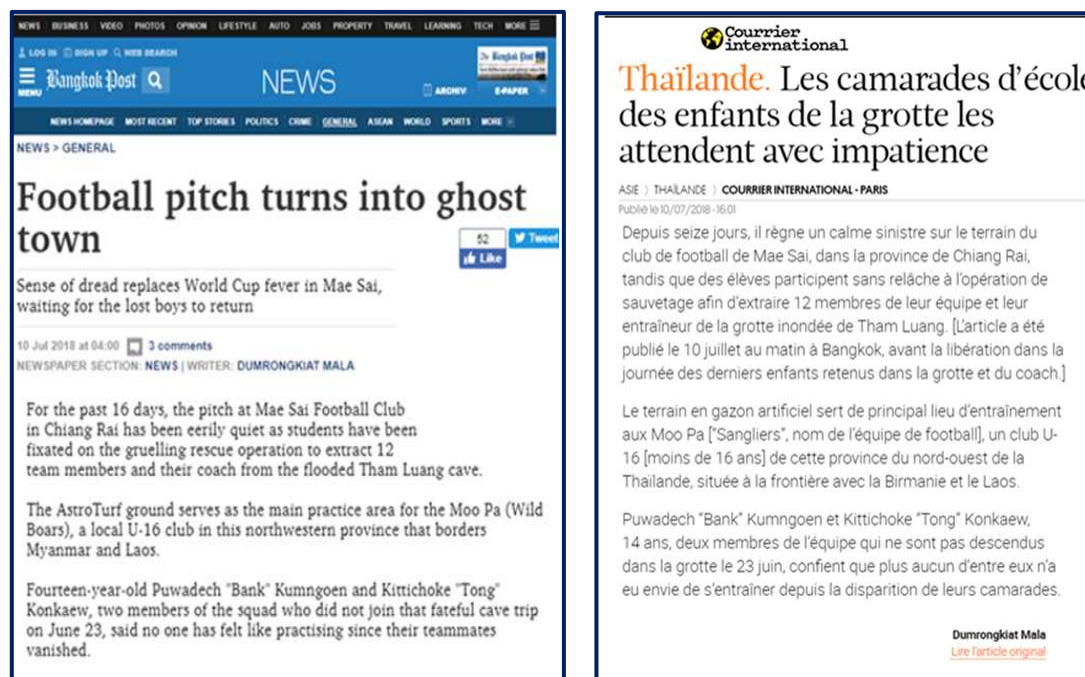 NEWS BUSINESS VIDEO PHOTOS OPINION LIFESTYLE AUTO JOBS PROPERTY TRAVEL LEARNING TECH MORE
LOG IN SIGN UP WEB SEARCH
MENU Bangkok Post NEWS ARCHIV E-PAPER
The Bangkok Post
NEWS HOMEPAGE MOST RECENT TOP STORIES POLITICS CRIME GENERAL ASEAN WORLD SPORTS MORE
NEWS > GENERAL
Football pitch turns into ghost
town
52 Tweet
Like
Sense of dread replaces World Cup fever in Mae Sai,
waiting for the lost boys to return
10 Jul 2018 at 04:00 3 comments
NEWSPAPER SECTION: NEWS | WRITER: DUMRONGKIAT MALA
For the past 16 days, the pitch at Mae Sai Football Club
in Chiang Rai has been eerily quiet as students have been
fixated on the gruelling rescue operation to extract 12
team members and their coach from the flooded Tham Luang cave.
The AstroTurf ground serves as the main practice area for the Moo Pa (Wild
Boars), a local U-16 club in this northwestern province that borders
Myanmar and Laos.
Fourteen-year-old Puwadech "Bank" Kumngoen and Kittichoke "Tong"
Konkaew, two members of the squad who did not join that fateful cave trip
on June 23, said no one has felt like practising since their teammates
vanished.
Courrier
international
Thaïlande. Les camarades d'école
des enfants de la grotte les
attendent avec impatience
ASIE > THAÏLANDE > COURRIER INTERNATIONAL - PARIS
Publié le 10/07/2018 - 16:01
Depuis seize jours, il règne un calme sinistre sur le terrain du
club de football de Mae Sai, dans la province de Chiang Rai,
tandis que des élèves participent sans relâche à l'opération de
sauvetage afin d'extraire 12 membres de leur équipe et leur
entraîneur de la grotte inondée de Tham Luang. [L'article a été
publié le 10 juillet au matin à Bangkok, avant la libération dans la
journée des derniers enfants retenus dans la grotte et du coach.]
Le terrain en gazon artificiel sert de principal lieu d'entraînement
aux Moo Pa ["Sangliers", nom de l'équipe de football], un club U-
16 [moins de 16 ans] de cette province du nord-ouest de la
Thaïlande, située à la frontière avec la Birmanie et le Laos.
Puwadech "Bank" Kumngoen et Kittichoke "Tong" Konkaew,
14 ans, deux membres de l'équipe qui ne sont pas descendus
dans la grotte le 23 juin, confient que plus aucun d'entre eux n'a
eu envie de s'entraîner depuis la disparition de leurs camarades.
Dumrongkiat Mala
Lire l'article original